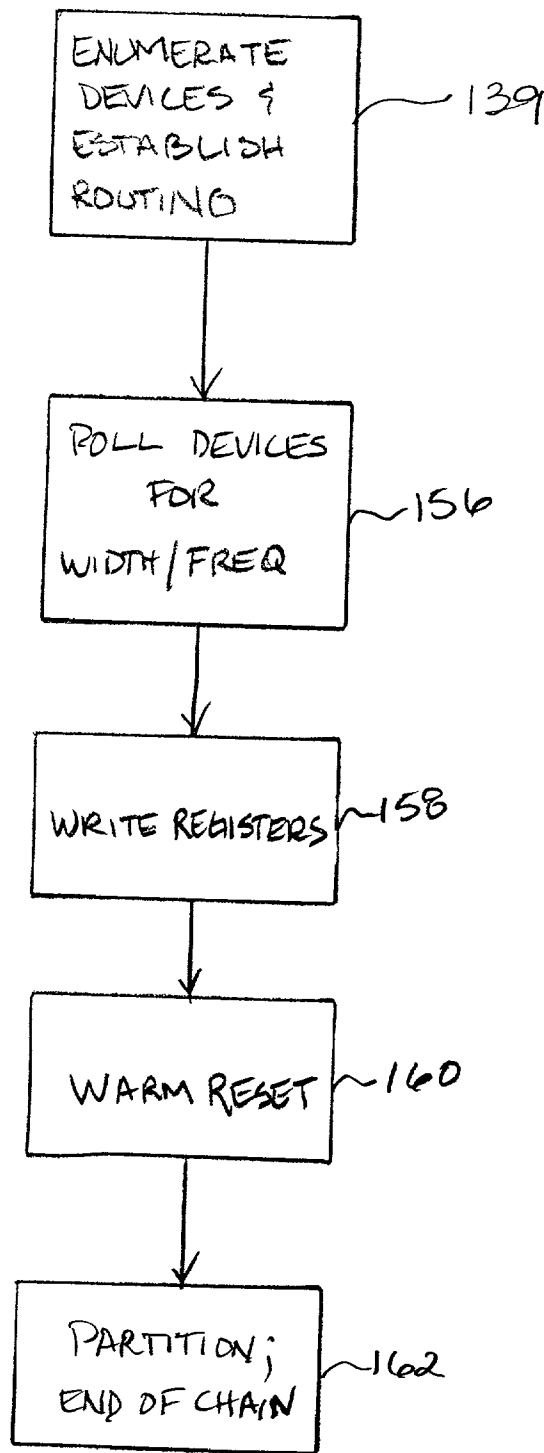 ENUMERATE
DEVICES &
ESTABLISH
ROUTING
139
POLL DEVICES
FOR
WIDTH/FREQ
156
WRITE REGISTERS
158
WARM RESET
160
PARTITION;
END OF CHAIN
162